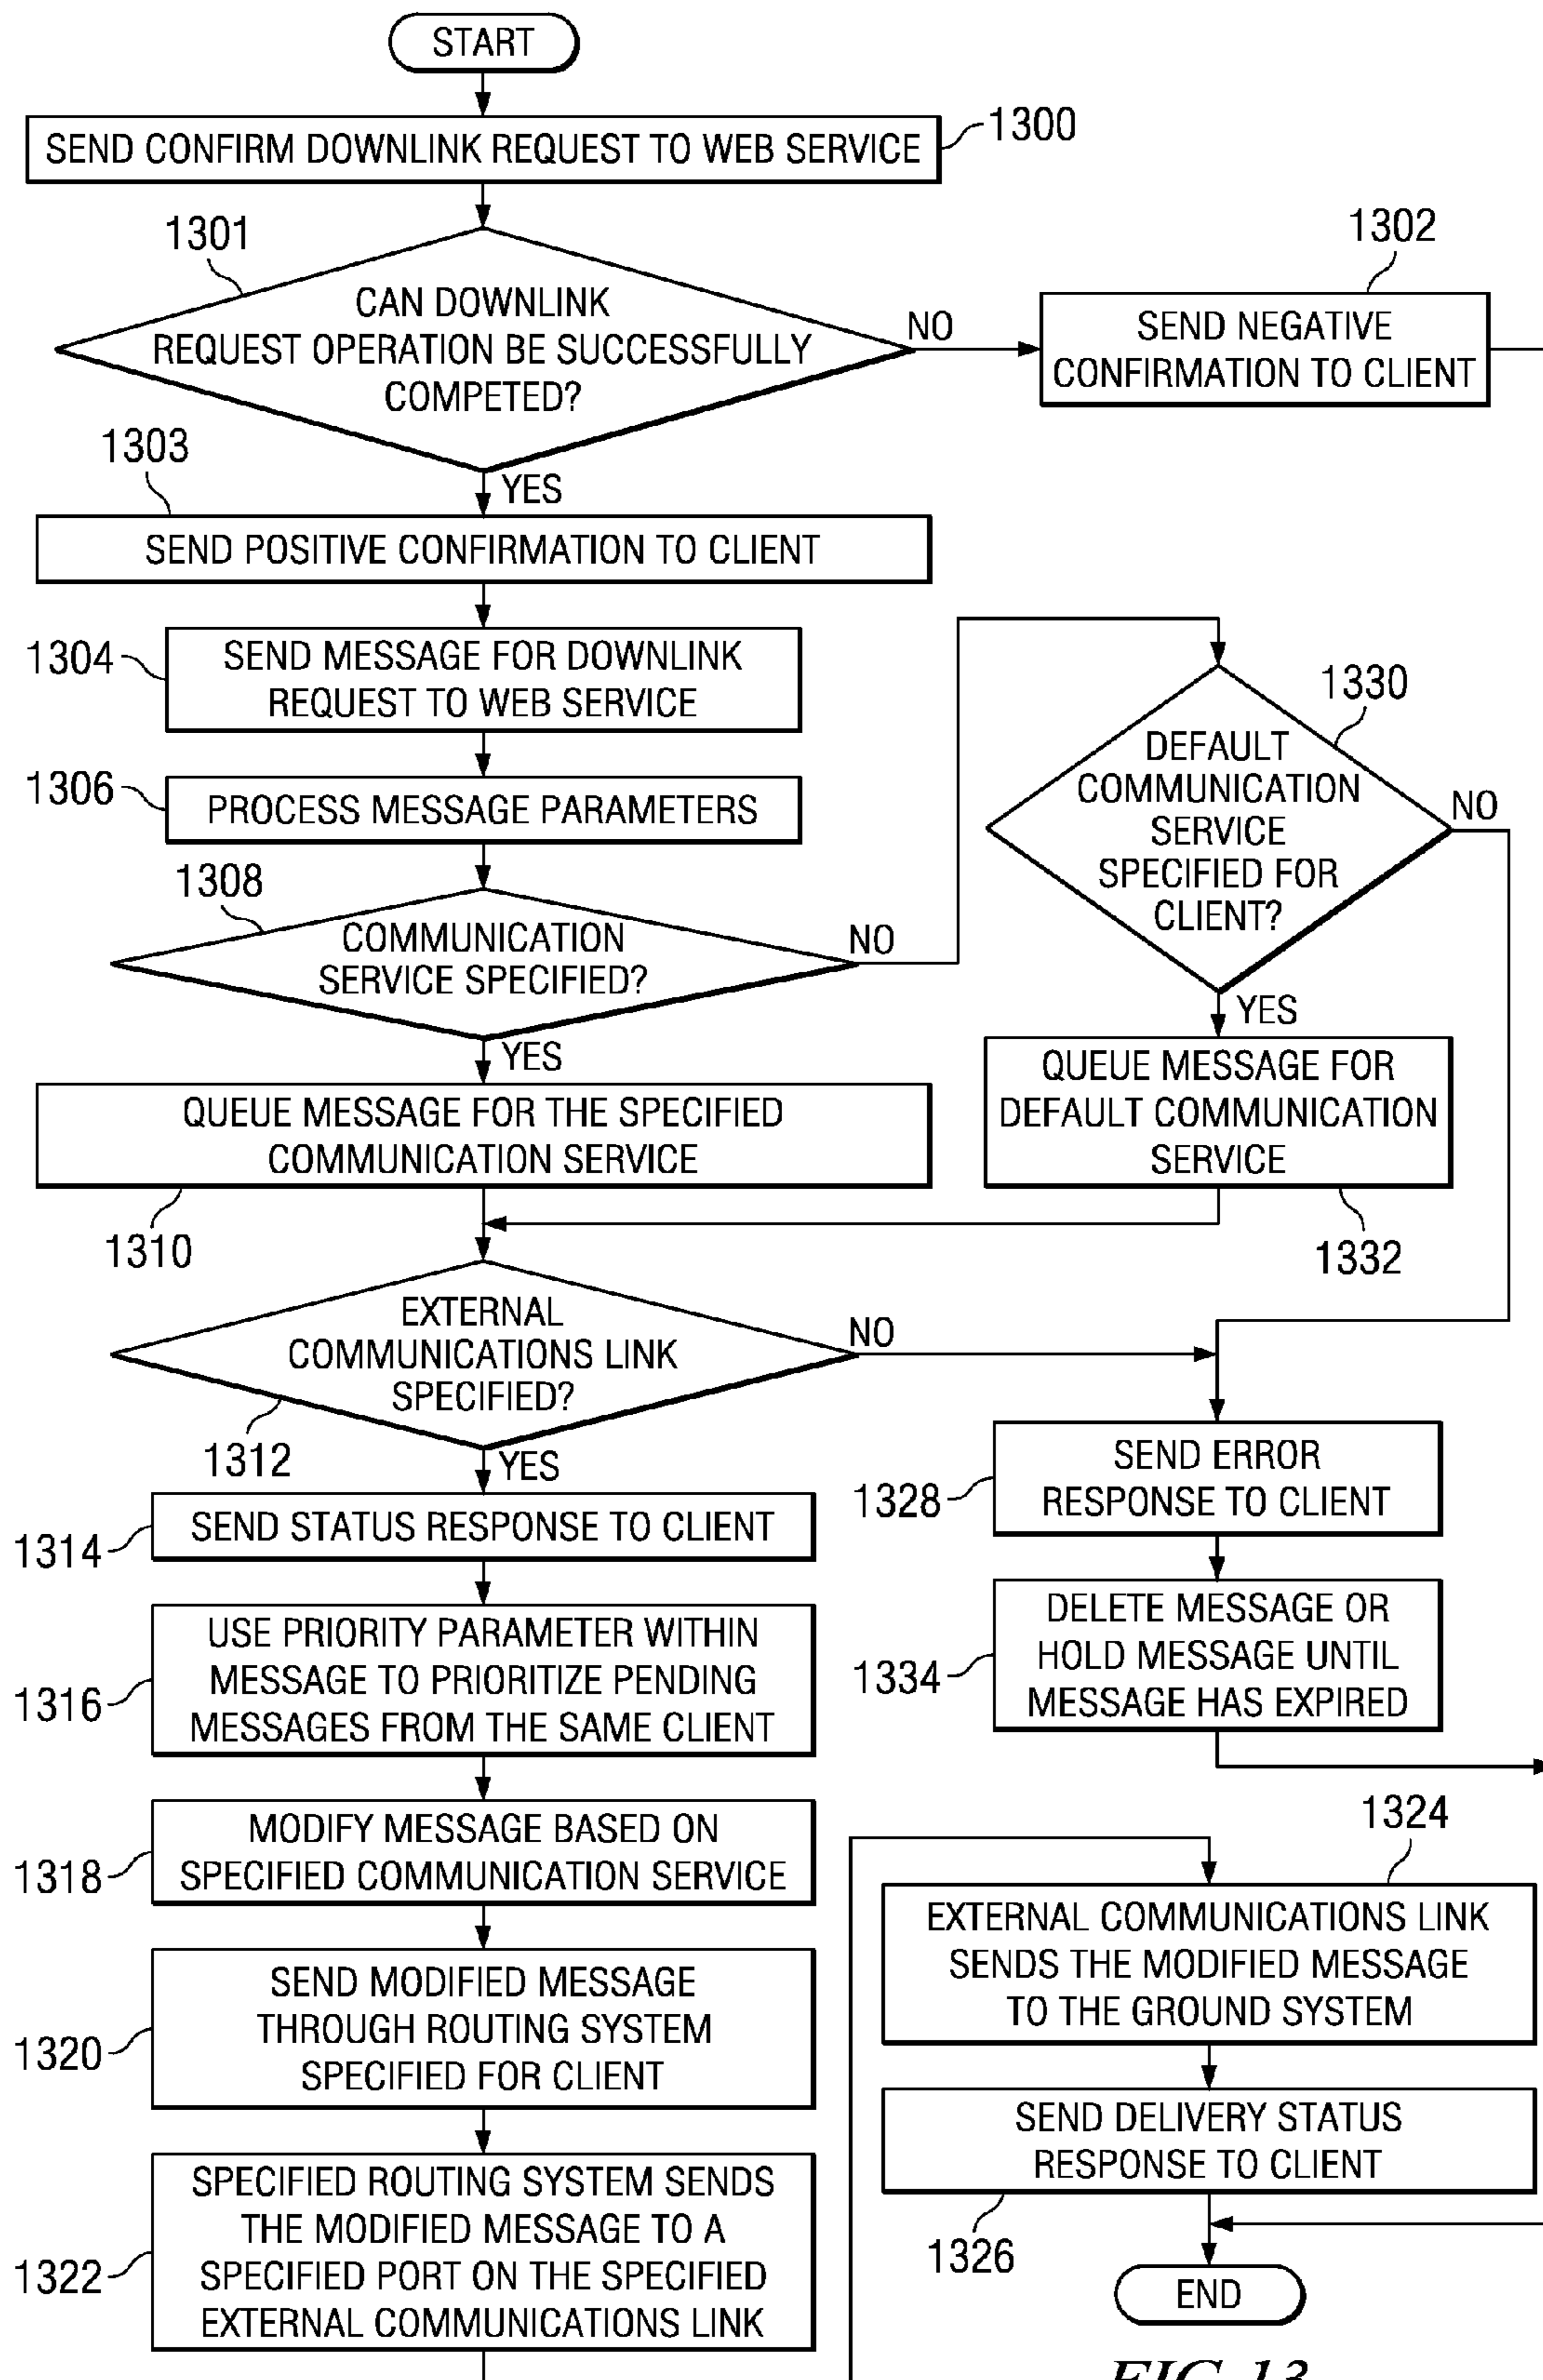 START
SEND CONFIRM DOWNLINK REQUEST TO WEB SERVICE
1300
1301
CAN DOWNLINK
REQUEST OPERATION BE SUCCESSFULLY
COMPETED?
NO
1302
SEND NEGATIVE
CONFIRMATION TO CLIENT
YES
1303
SEND POSITIVE CONFIRMATION TO CLIENT
1304
SEND MESSAGE FOR DOWNLINK
REQUEST TO WEB SERVICE
1306
PROCESS MESSAGE PARAMETERS
1308
COMMUNICATION
SERVICE SPECIFIED?
NO
YES
1330
DEFAULT
COMMUNICATION
SERVICE
SPECIFIED FOR
CLIENT?
NO
YES
QUEUE MESSAGE FOR THE SPECIFIED
COMMUNICATION SERVICE
1310
QUEUE MESSAGE FOR
DEFAULT COMMUNICATION
SERVICE
1332
EXTERNAL
COMMUNICATIONS LINK
SPECIFIED?
NO
1312
YES
1314
SEND STATUS RESPONSE TO CLIENT
1328
SEND ERROR
RESPONSE TO CLIENT
1316
USE PRIORITY PARAMETER WITHIN
MESSAGE TO PRIORITIZE PENDING
MESSAGES FROM THE SAME CLIENT
1334
DELETE MESSAGE OR
HOLD MESSAGE UNTIL
MESSAGE HAS EXPIRED
1318
MODIFY MESSAGE BASED ON
SPECIFIED COMMUNICATION SERVICE
1320
SEND MODIFIED MESSAGE
THROUGH ROUTING SYSTEM
SPECIFIED FOR CLIENT
1322
SPECIFIED ROUTING SYSTEM SENDS
THE MODIFIED MESSAGE TO A
SPECIFIED PORT ON THE SPECIFIED
EXTERNAL COMMUNICATIONS LINK
1324
EXTERNAL COMMUNICATIONS LINK
SENDS THE MODIFIED MESSAGE
TO THE GROUND SYSTEM
SEND DELIVERY STATUS
RESPONSE TO CLIENT
1326
END
FIG. 13